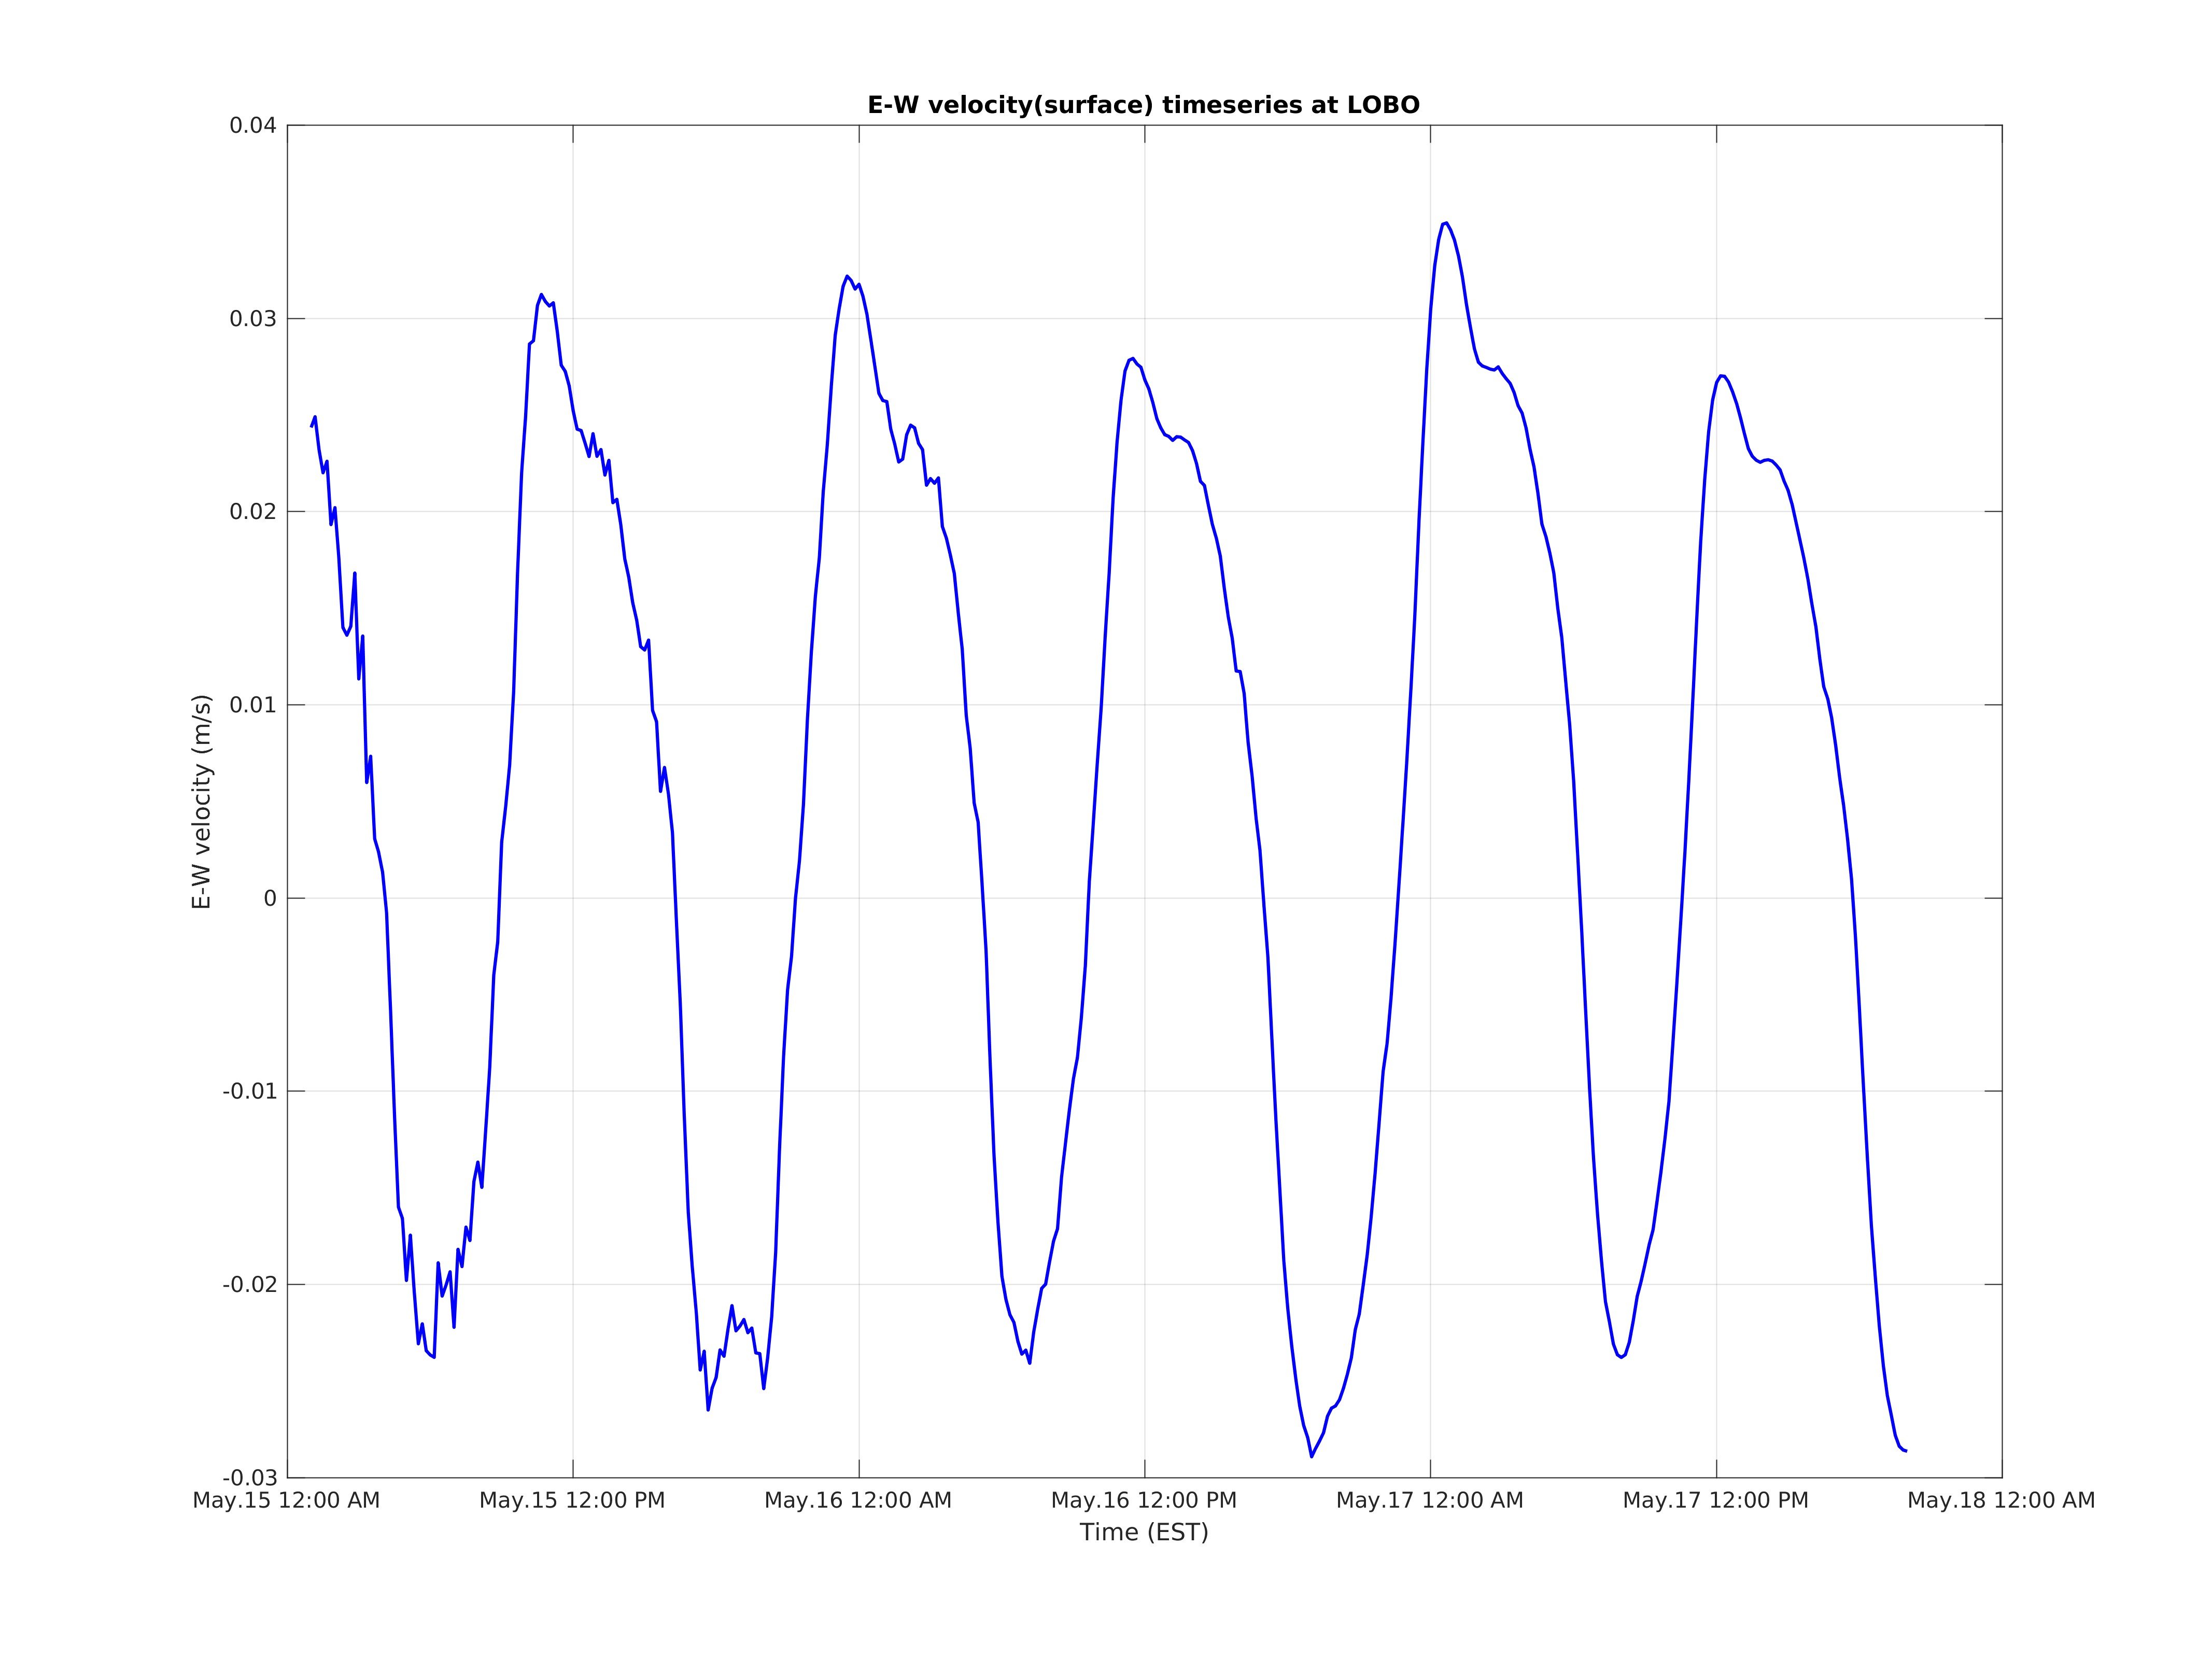 E-W velocity(surface) timeseries at LOBO
0.04
0.03
0.02
0.01
0
-0.01
-0.02
-0.03
E-W velocity (m/s)
May.15 12:00 AM May.15 12:00 PM May.16 12:00 AM May.16 12:00 PM May.17 12:00 AM May.17 12:00 PM May.18 12:00 AM
Time (EST)